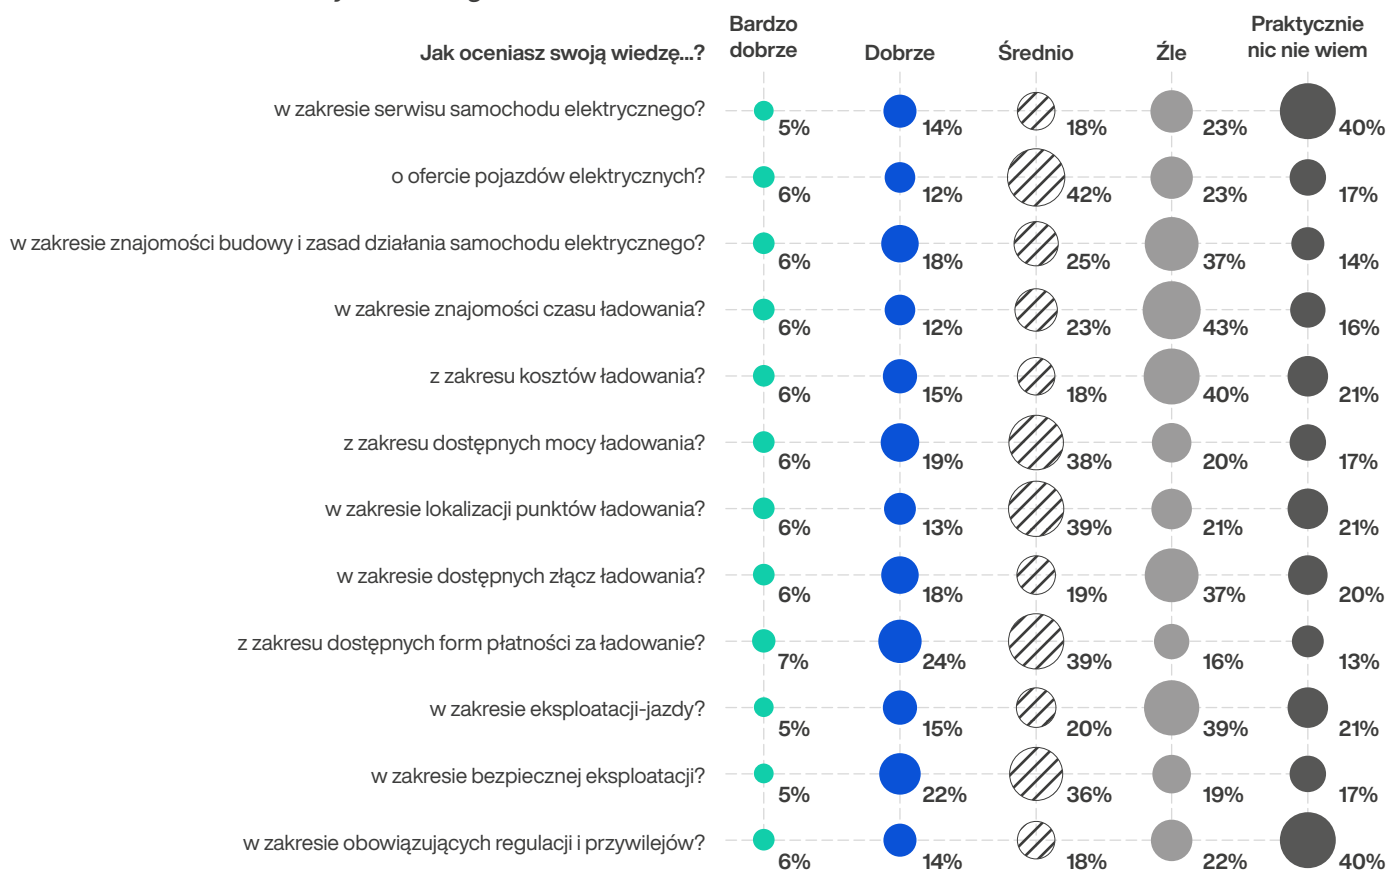 Bardzo dobrze Dobrze Średnio Źle Praktycznie nic nie wiem
Jak oceniasz swoją wiedzę...?
w zakresie serwisu samochodu elektrycznego? 5% 14% 18% 23% 40%
o ofercie pojazdów elektrycznych? 6% 12% 42% 23% 17%
w zakresie znajomości budowy i zasad działania samochodu elektrycznego? 6% 18% 25% 37% 14%
w zakresie znajomości czasu ładowania? 6% 12% 23% 43% 16%
z zakresu kosztów ładowania? 6% 15% 18% 40% 21%
z zakresu dostępnych mocy ładowania? 6% 19% 38% 20% 17%
w zakresie lokalizacji punktów ładowania? 6% 13% 39% 21% 21%
w zakresie dostępnych złącz ładowania? 6% 18% 19% 37% 20%
z zakresu dostępnych form płatności za ładowanie? 7% 24% 39% 16% 13%
w zakresie eksploatacji-jazdy? 5% 15% 20% 39% 21%
w zakresie bezpiecznej eksploatacji? 5% 22% 36% 19% 17%
w zakresie obowiązujących regulacji i przywilejów? 6% 14% 18% 22% 40%